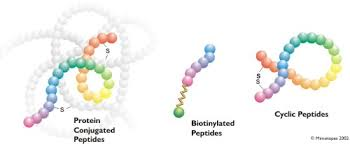 S
S
S
S
Protein
Conjugated
Peptides
Biotinylated
Peptides
Cyclic Peptides
© Mimotopes 2002